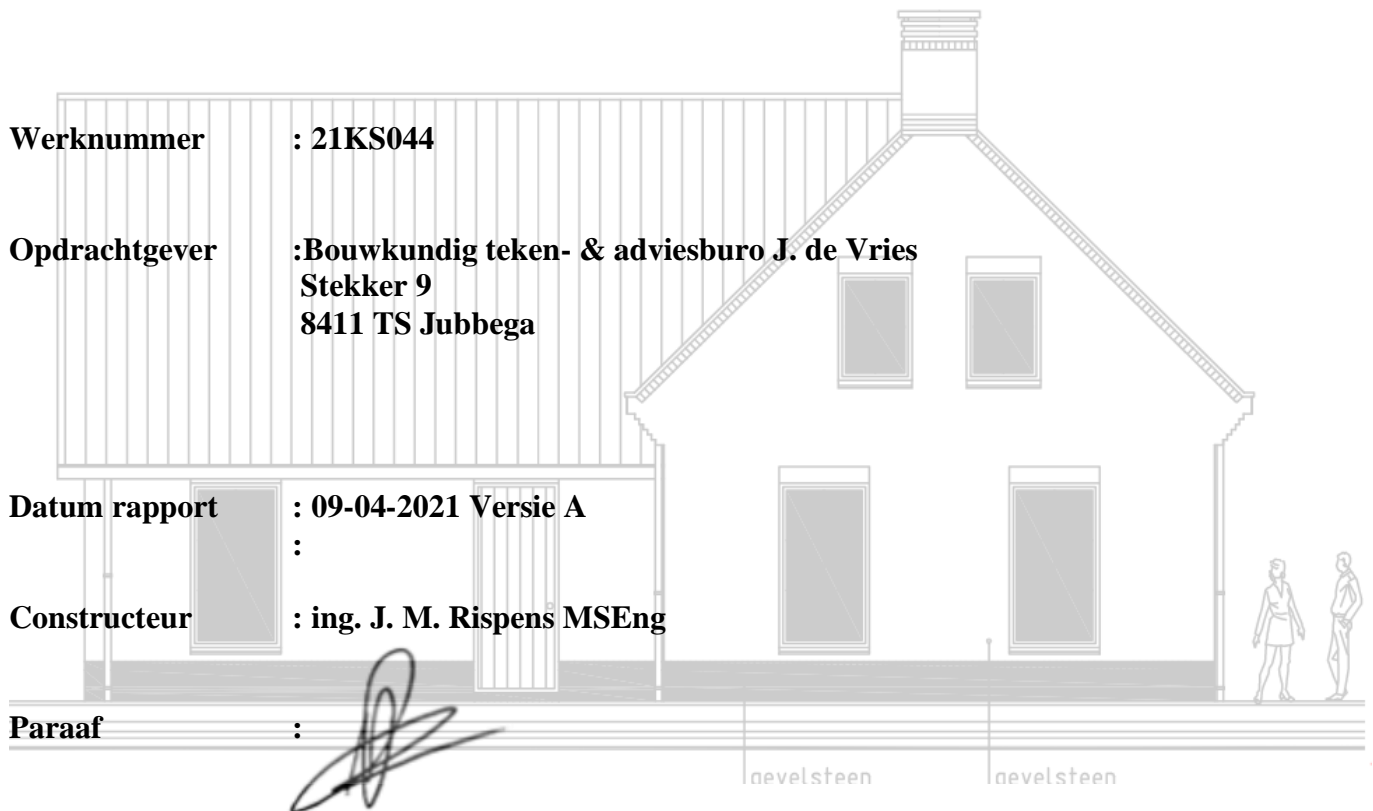 Werknummer : 21KS044
Opdrachtgever :Bouwkundig teken- & adviesburo J. de Vries
Stekker 9
8411 TS Jubbega
Datum rapport : 09-04-2021 Versie A
:
Constructeur : ing. J. M. Rispens MSEng
Paraaf :
gevelsteen gevelsteen